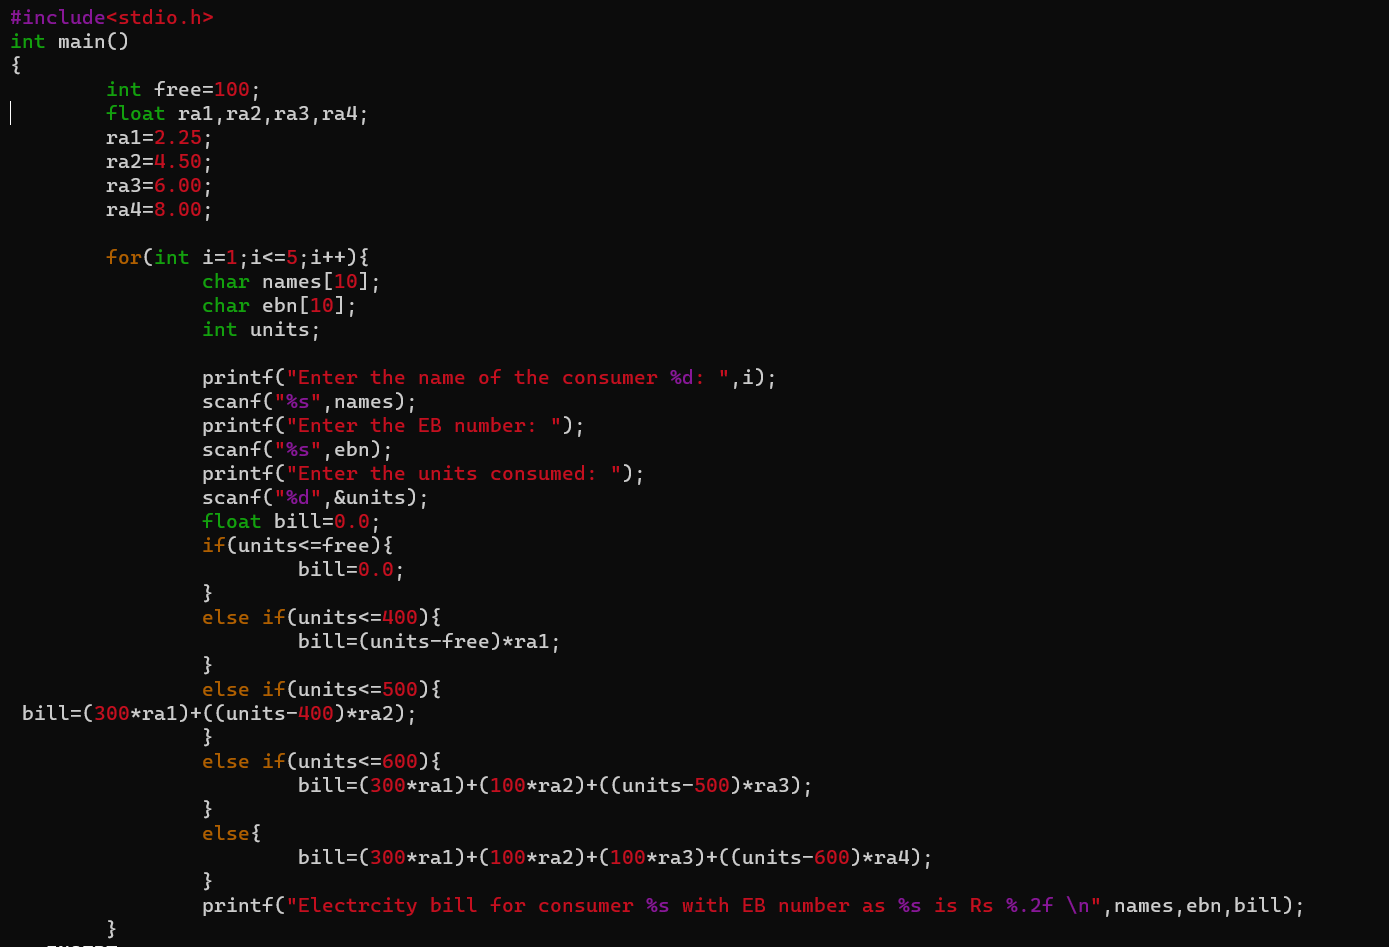 #include<stdio.h>
int main()
{
        int free=100;
        float ra1,ra2,ra3,ra4;
        ra1=2.25;
        ra2=4.50;
        ra3=6.00;
        ra4=8.00;

        for(int i=1;i<=5;i++){
                char names[10];
                char ebn[10];
                int units;

                printf("Enter the name of the consumer %d: ",i);
                scanf("%s",names);
                printf("Enter the EB number: ");
                scanf("%s",ebn);
                printf("Enter the units consumed: ");
                scanf("%d",&units);
                float bill=0.0;
                if(units<=free){
                        bill=0.0;
                }
                else if(units<=400){
                        bill=(units-free)*ra1;
                }
                else if(units<=500){
 bill=(300*ra1)+((units-400)*ra2);
                }
                else if(units<=600){
                        bill=(300*ra1)+(100*ra2)+((units-500)*ra3);
                }
                else{
                        bill=(300*ra1)+(100*ra2)+(100*ra3)+((units-600)*ra4);
                }
                printf("Electrcity bill for consumer %s with EB number as %s is Rs %.2f \n",names,ebn,bill);
        }